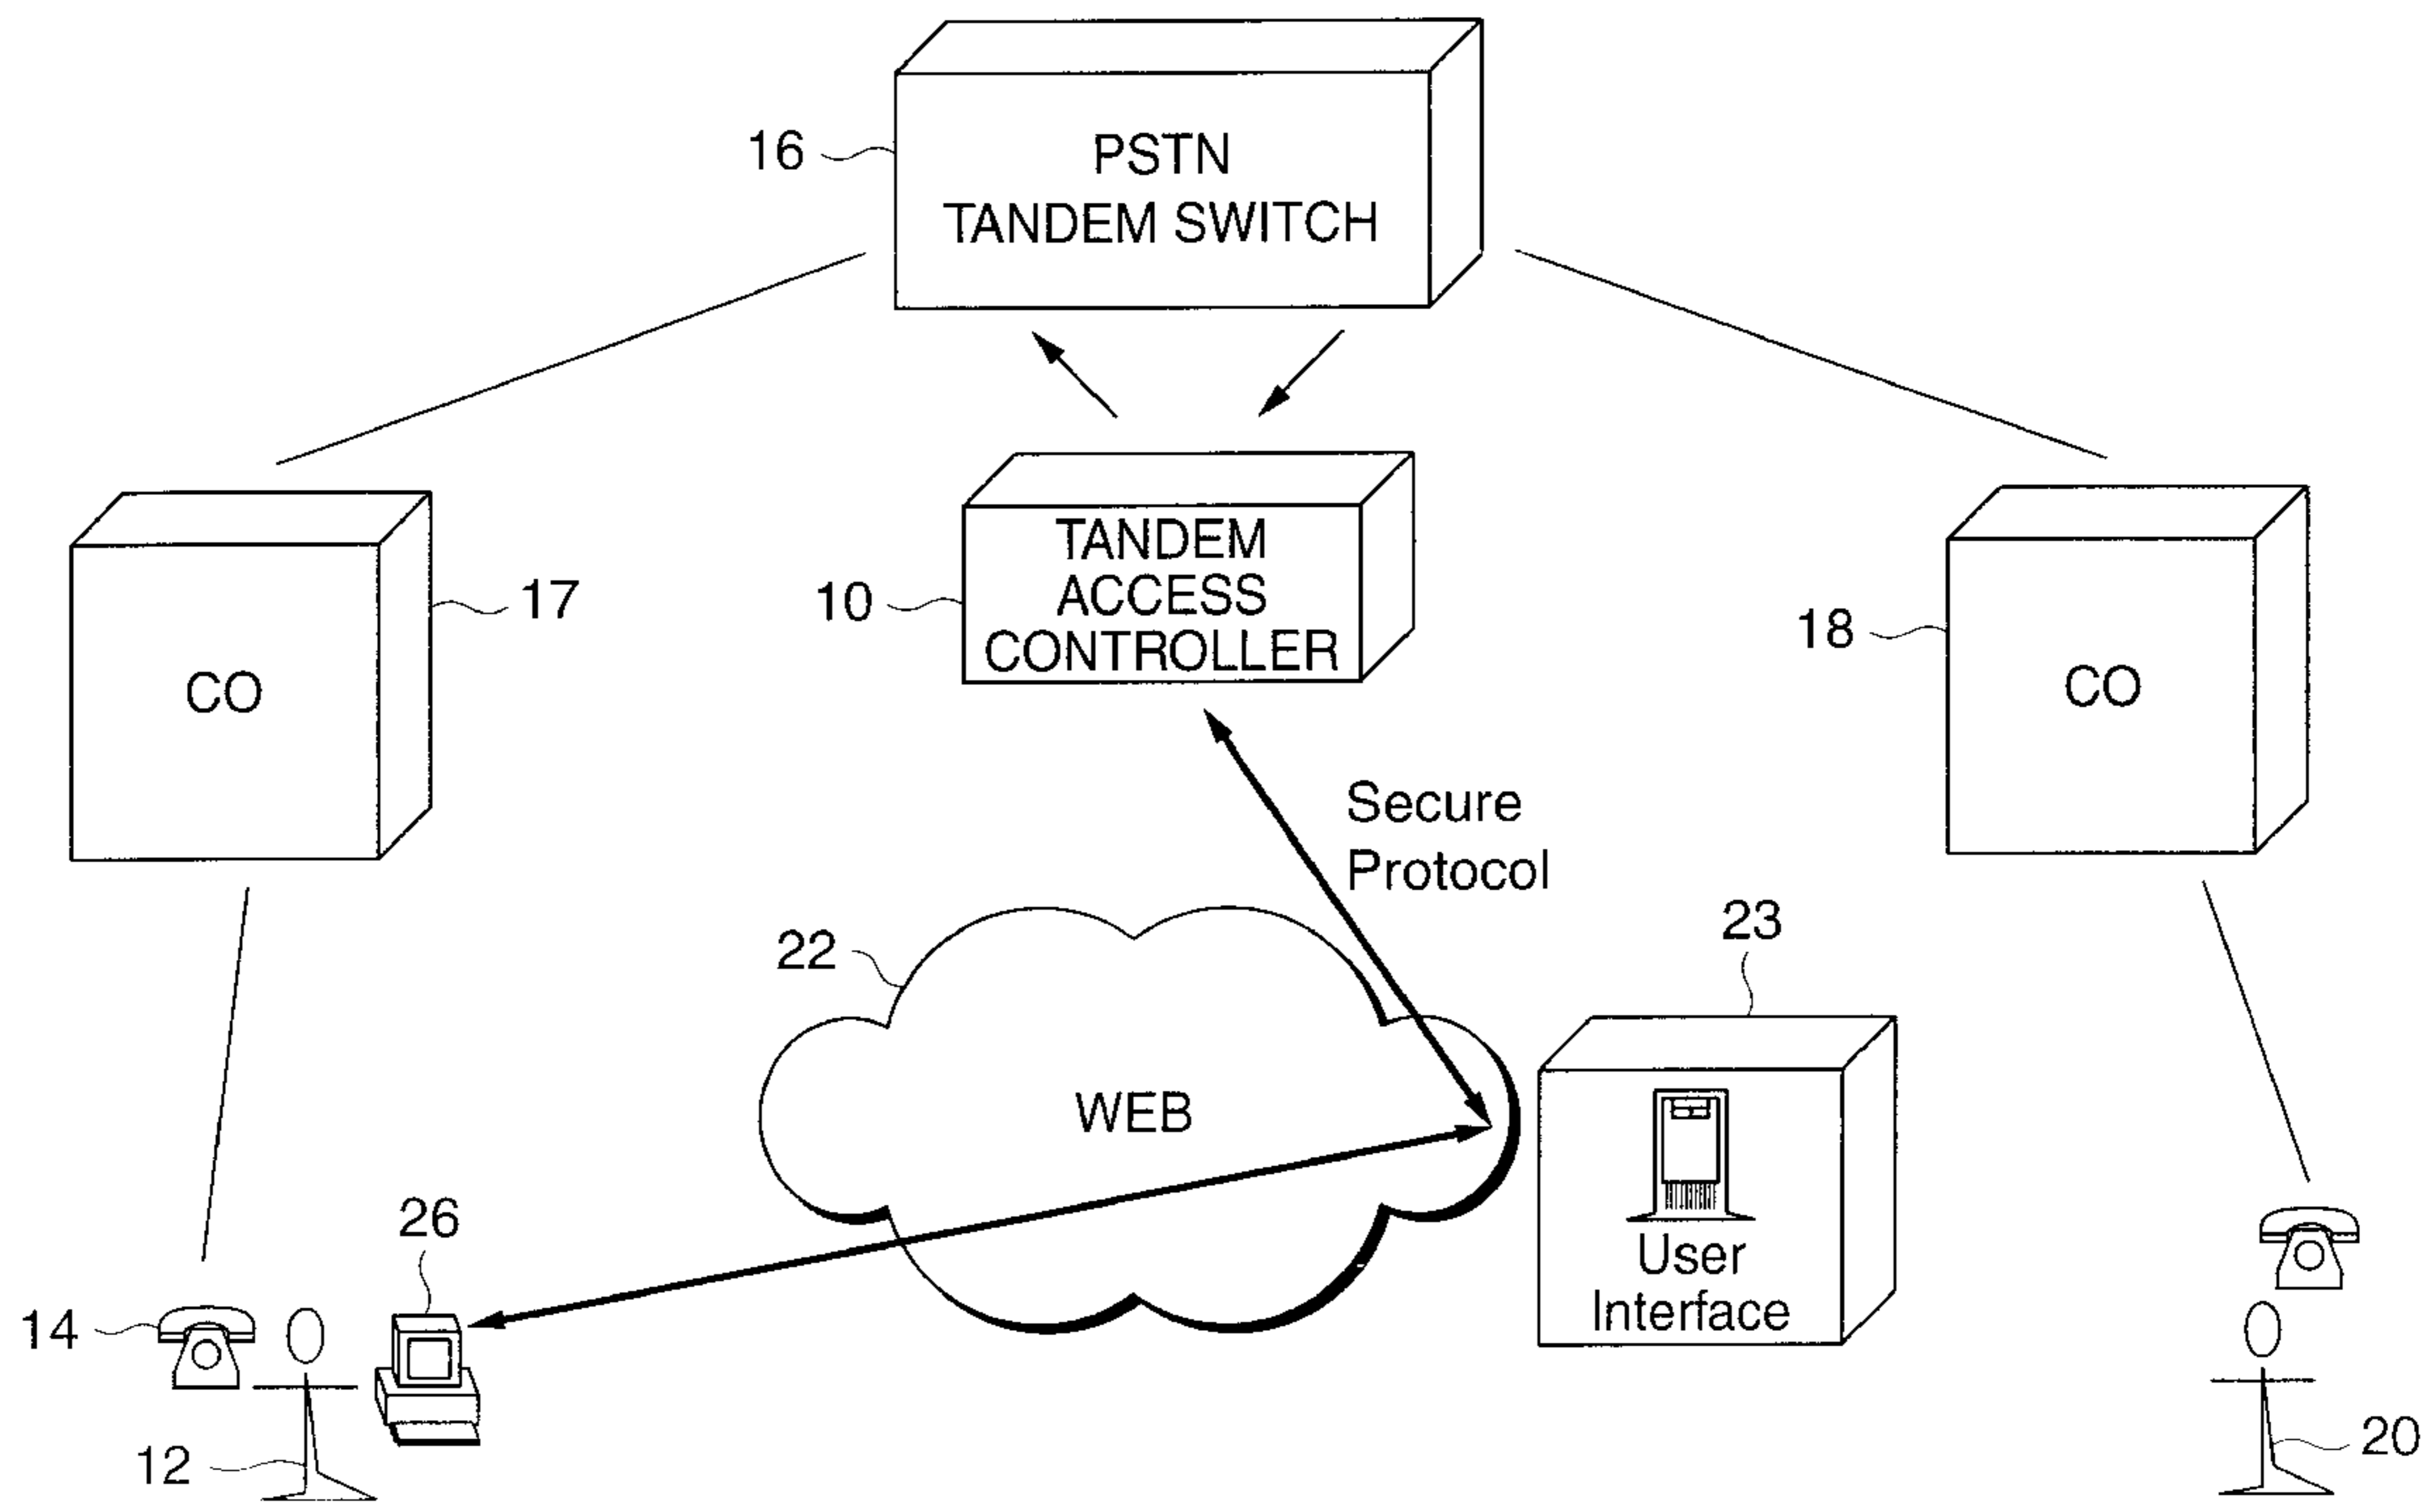 16
PSTN
TANDEM SWITCH
17
CO
10
TANDEM
ACCESS
CONTROLLER
18
CO
Secure
Protocol
22
WEB
23
User
Interface
26
14
12
20